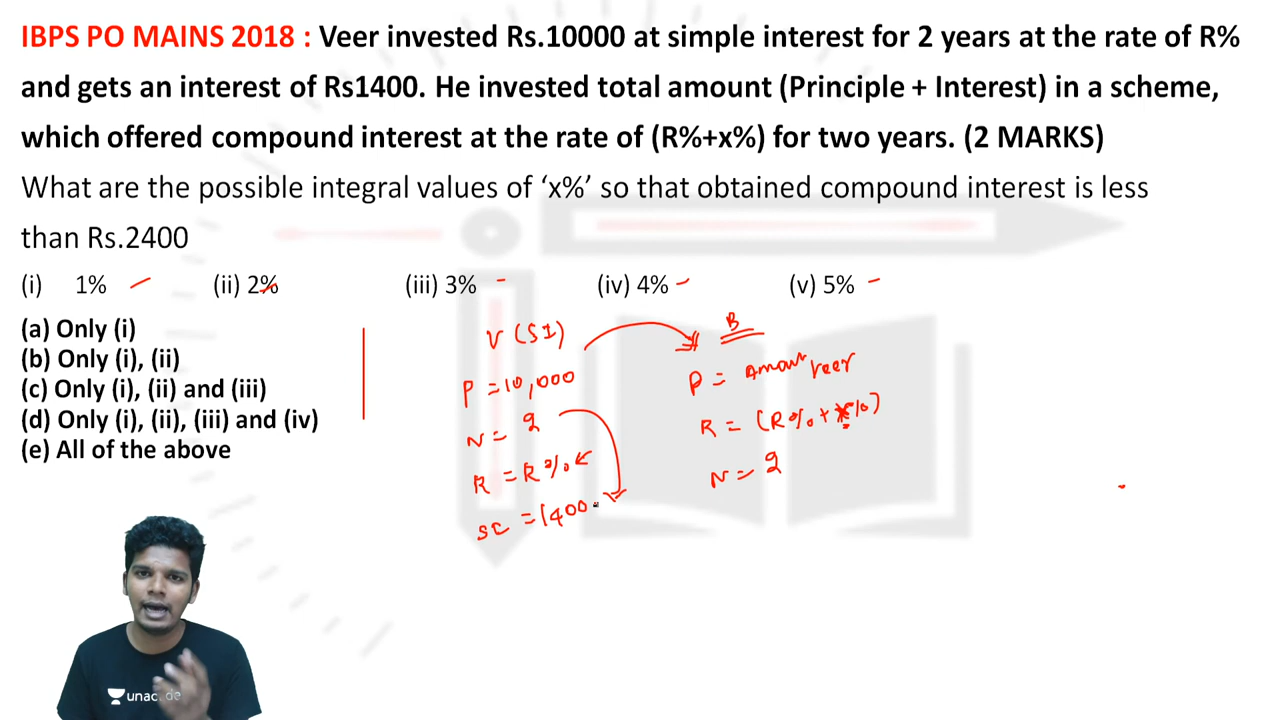 IBPS PO MAINS 2018 : Veer invested Rs.10000 at simple interest for 2 years at the rate of R%
and gets an interest of Rs1400. He invested total amount (Principle + Interest) in a scheme,
which offered compound interest at the rate of (R%+x%) for two years. (2 MARKS)
What are the possible integral values of ‘x%’ so that obtained compound interest is less
than Rs.2400
(i) 1% (ii) 2% (iii) 3% (iv) 4% (v) 5%
(a) Only (i)
(b) Only (i), (ii)
(c) Only (i), (ii) and (iii)
(d) Only (i), (ii), (iii) and (iv)
(e) All of the above
V (SI)
P = 10,000
N = 2
R = R%
= 1400
B
P = Amount Veer
R = (R% + x%)
N = 2
unacade